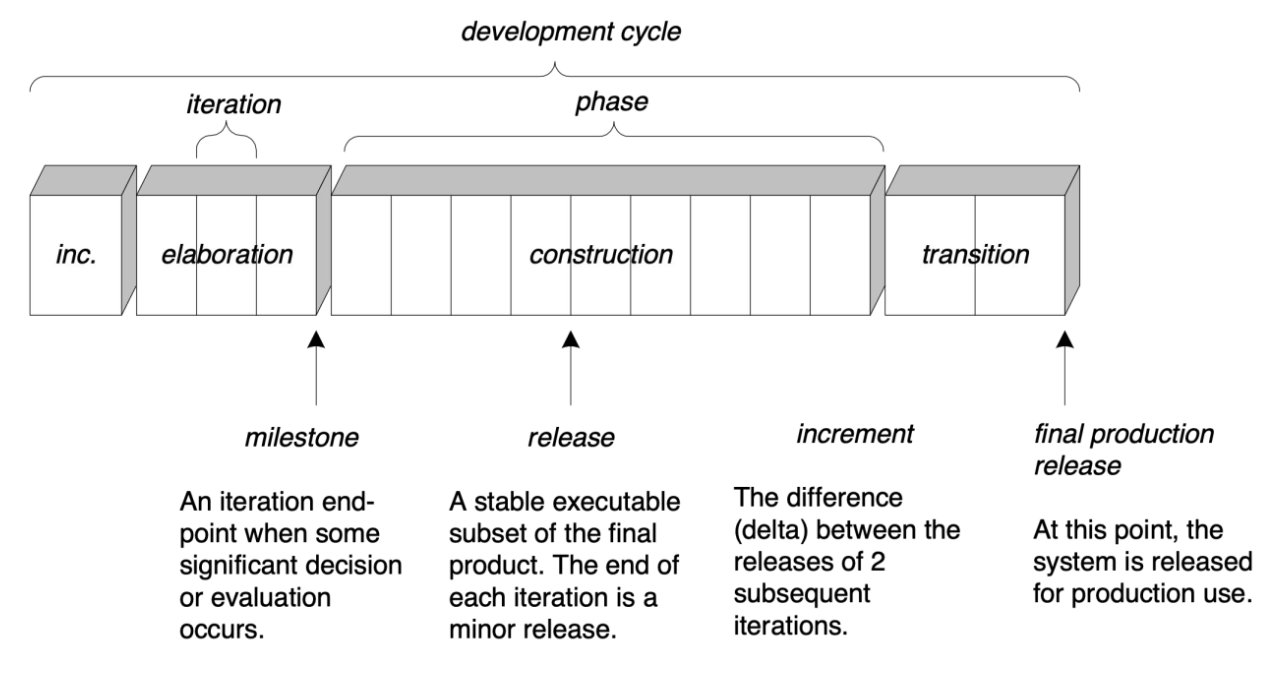 development cycle
iteration
phase
inc.
elaboration
construction
transition
milestone
An iteration end-
point when some
significant decision
or evaluation
occurs.
release
A stable executable
subset of the final
product. The end of
each iteration is a
minor release.
increment
The difference
(delta) between the
releases of 2
subsequent
iterations.
final production
release
At this point, the
system is released
for production use.